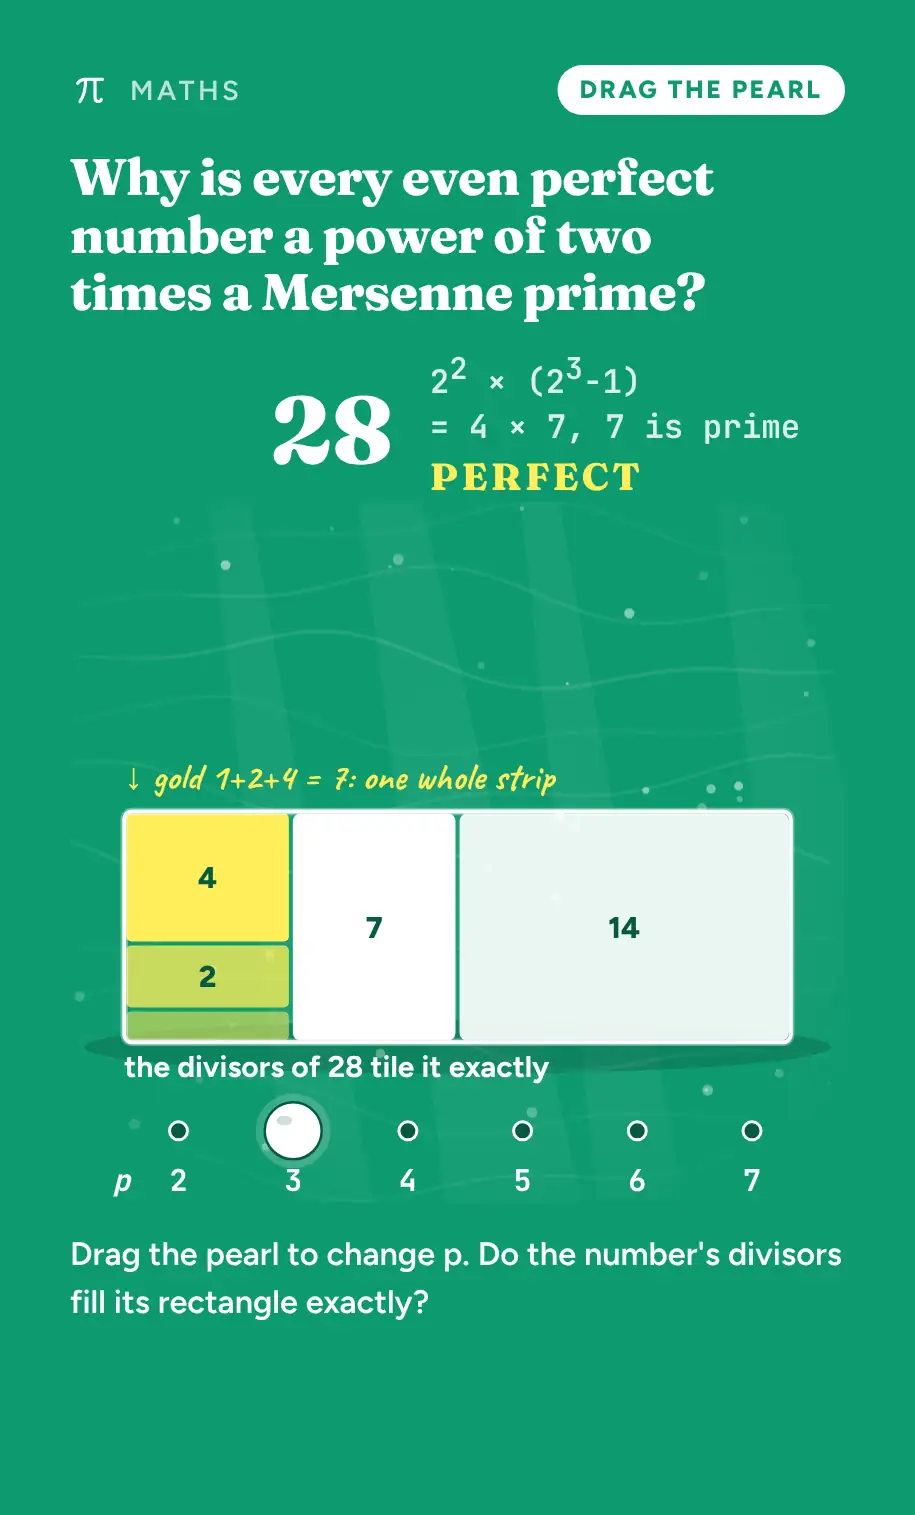 π MATHS
DRAG THE PEARL
Why is every even perfect
number a power of two
times a Mersenne prime?
28
2² × (2³-1)
= 4 × 7, 7 is prime
PERFECT
↓ gold 1+2+4 = 7: one whole strip
4
2
7
14
the divisors of 28 tile it exactly
p 2 3 4 5 6 7
Drag the pearl to change p. Do the number's divisors
fill its rectangle exactly?